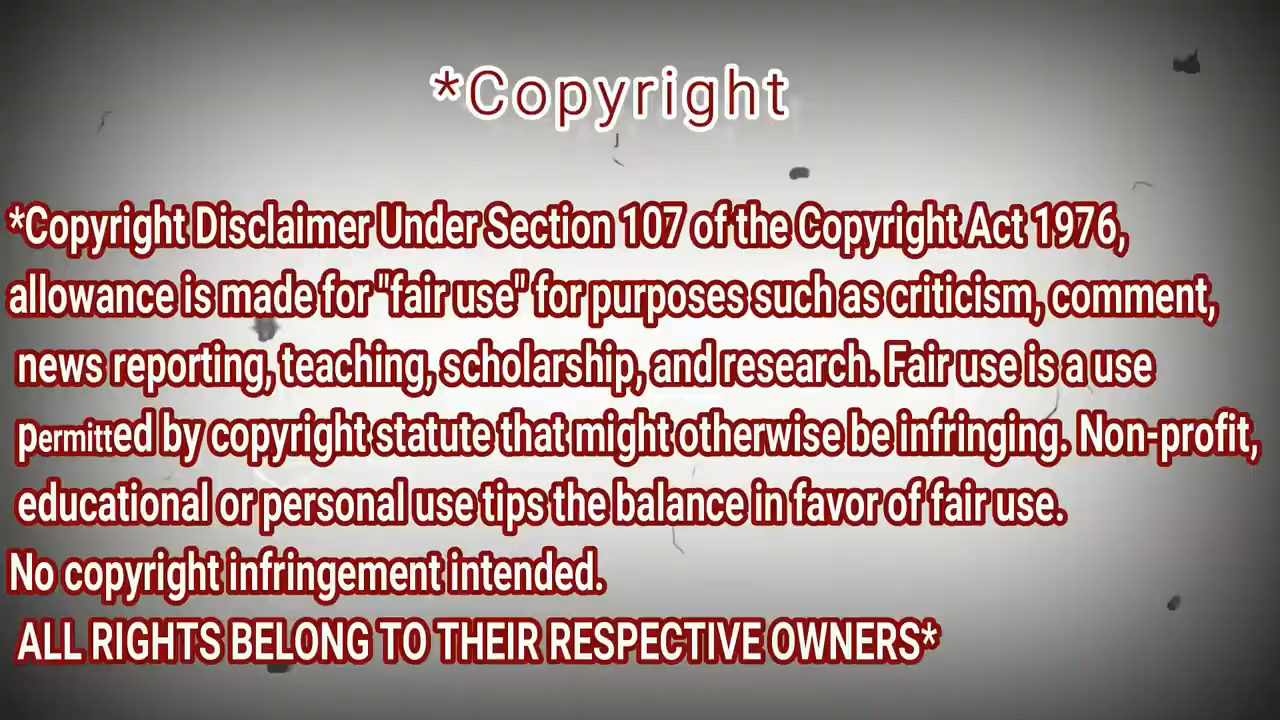 *Copyright
*Copyright Disclaimer Under Section 107 of the Copyright Act 1976,
allowance is made for "fair use" for purposes such as criticism, comment,
news reporting, teaching, scholarship, and research. Fair use is a use
permitted by copyright statute that might otherwise be infringing. Non-profit,
educational or personal use tips the balance in favor of fair use.
No copyright infringement intended.
ALL RIGHTS BELONG TO THEIR RESPECTIVE OWNERS*